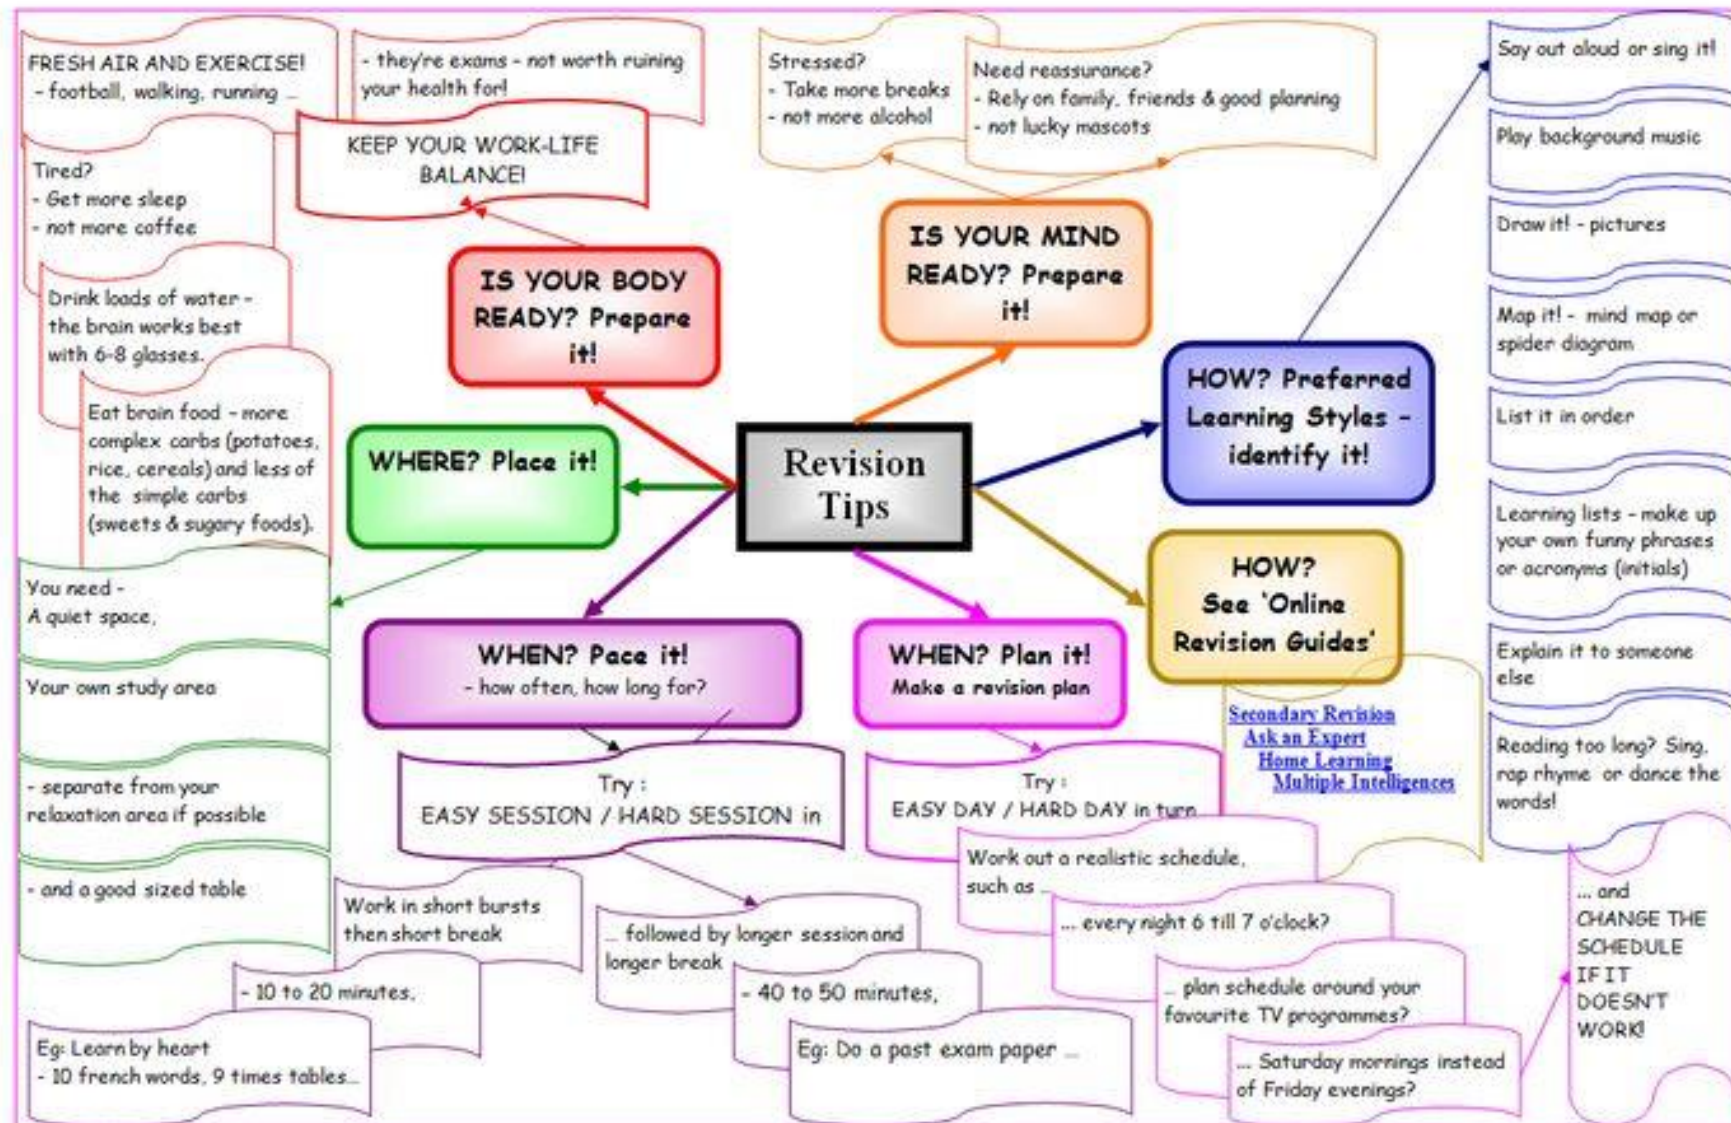 Revision
Tips
IS YOUR BODY
READY? Prepare
it!
KEEP YOUR WORK-LIFE
BALANCE!
- they're exams - not worth ruining
your health for!
FRESH AIR AND EXERCISE!
- football, walking, running ...
Tired?
- Get more sleep
- not more coffee
Drink loads of water -
the brain works best
with 6-8 glasses.
Eat brain food - more
complex carbs (potatoes,
rice, cereals) and less of
the simple carbs
(sweets & sugary foods).
IS YOUR MIND
READY? Prepare
it!
Stressed?
- Take more breaks
- not more alcohol
Need reassurance?
- Rely on family, friends & good planning
- not lucky mascots
HOW? Preferred
Learning Styles -
identify it!
Say out aloud or sing it!
Play background music
Draw it! - pictures
Map it! - mind map or
spider diagram
List it in order
Learning lists - make up
your own funny phrases
or acronyms (initials)
Explain it to someone
else
Reading too long? Sing,
rap rhyme or dance the
words!
HOW?
See 'Online
Revision Guides'
Secondary Revision
Ask an Expert
Home Learning
Multiple Intelligences
WHERE? Place it!
You need -
A quiet space,
Your own study area
- separate from your
relaxation area if possible
- and a good sized table
WHEN? Pace it!
- how often, how long for?
Try :
EASY SESSION / HARD SESSION in
Work in short bursts
then short break
- 10 to 20 minutes,
Eg: Learn by heart
- 10 french words, 9 times tables...
... followed by longer session and
longer break
- 40 to 50 minutes,
Eg: Do a past exam paper ...
WHEN? Plan it!
Make a revision plan
Try :
EASY DAY / HARD DAY in turn
Work out a realistic schedule,
such as ...
... every night 6 till 7 o'clock?
... plan schedule around your
favourite TV programmes?
... Saturday mornings instead
of Friday evenings?
... and
CHANGE THE
SCHEDULE
IF IT
DOESN'T
WORK!